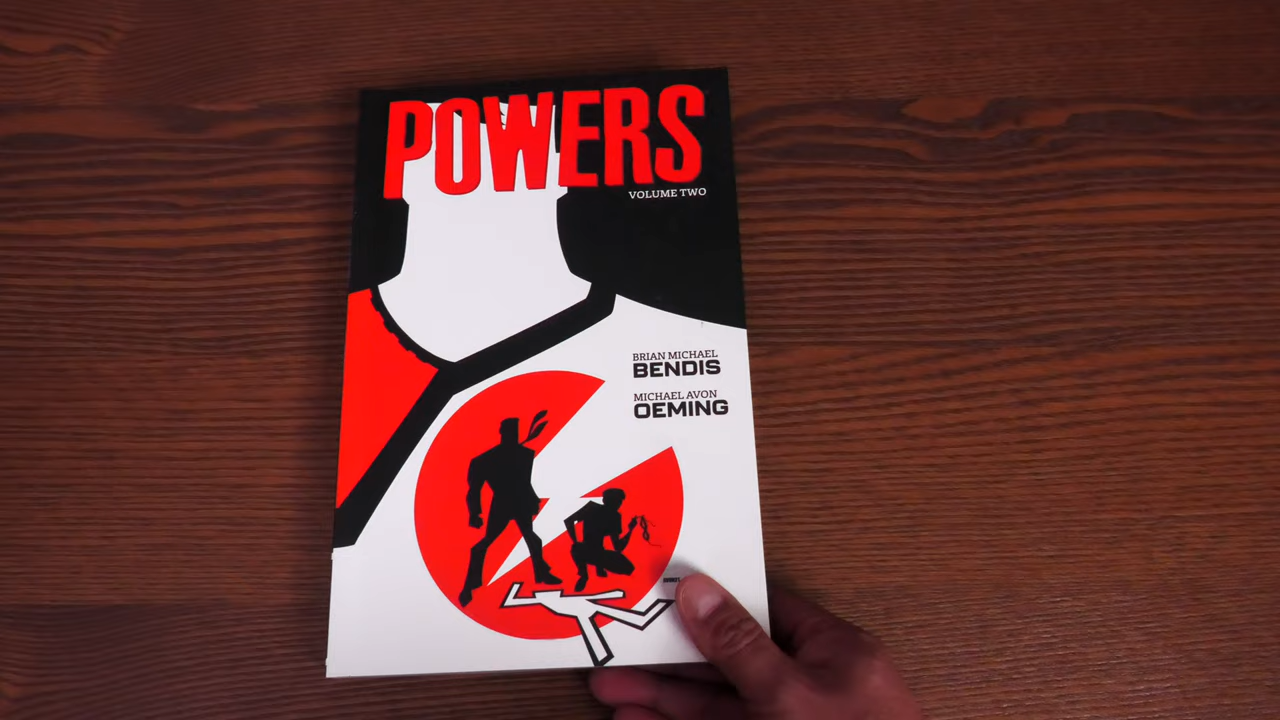 POWERS
VOLUME TWO
BRIAN MICHAEL
BENDIS
MICHAEL AVON
OEMING